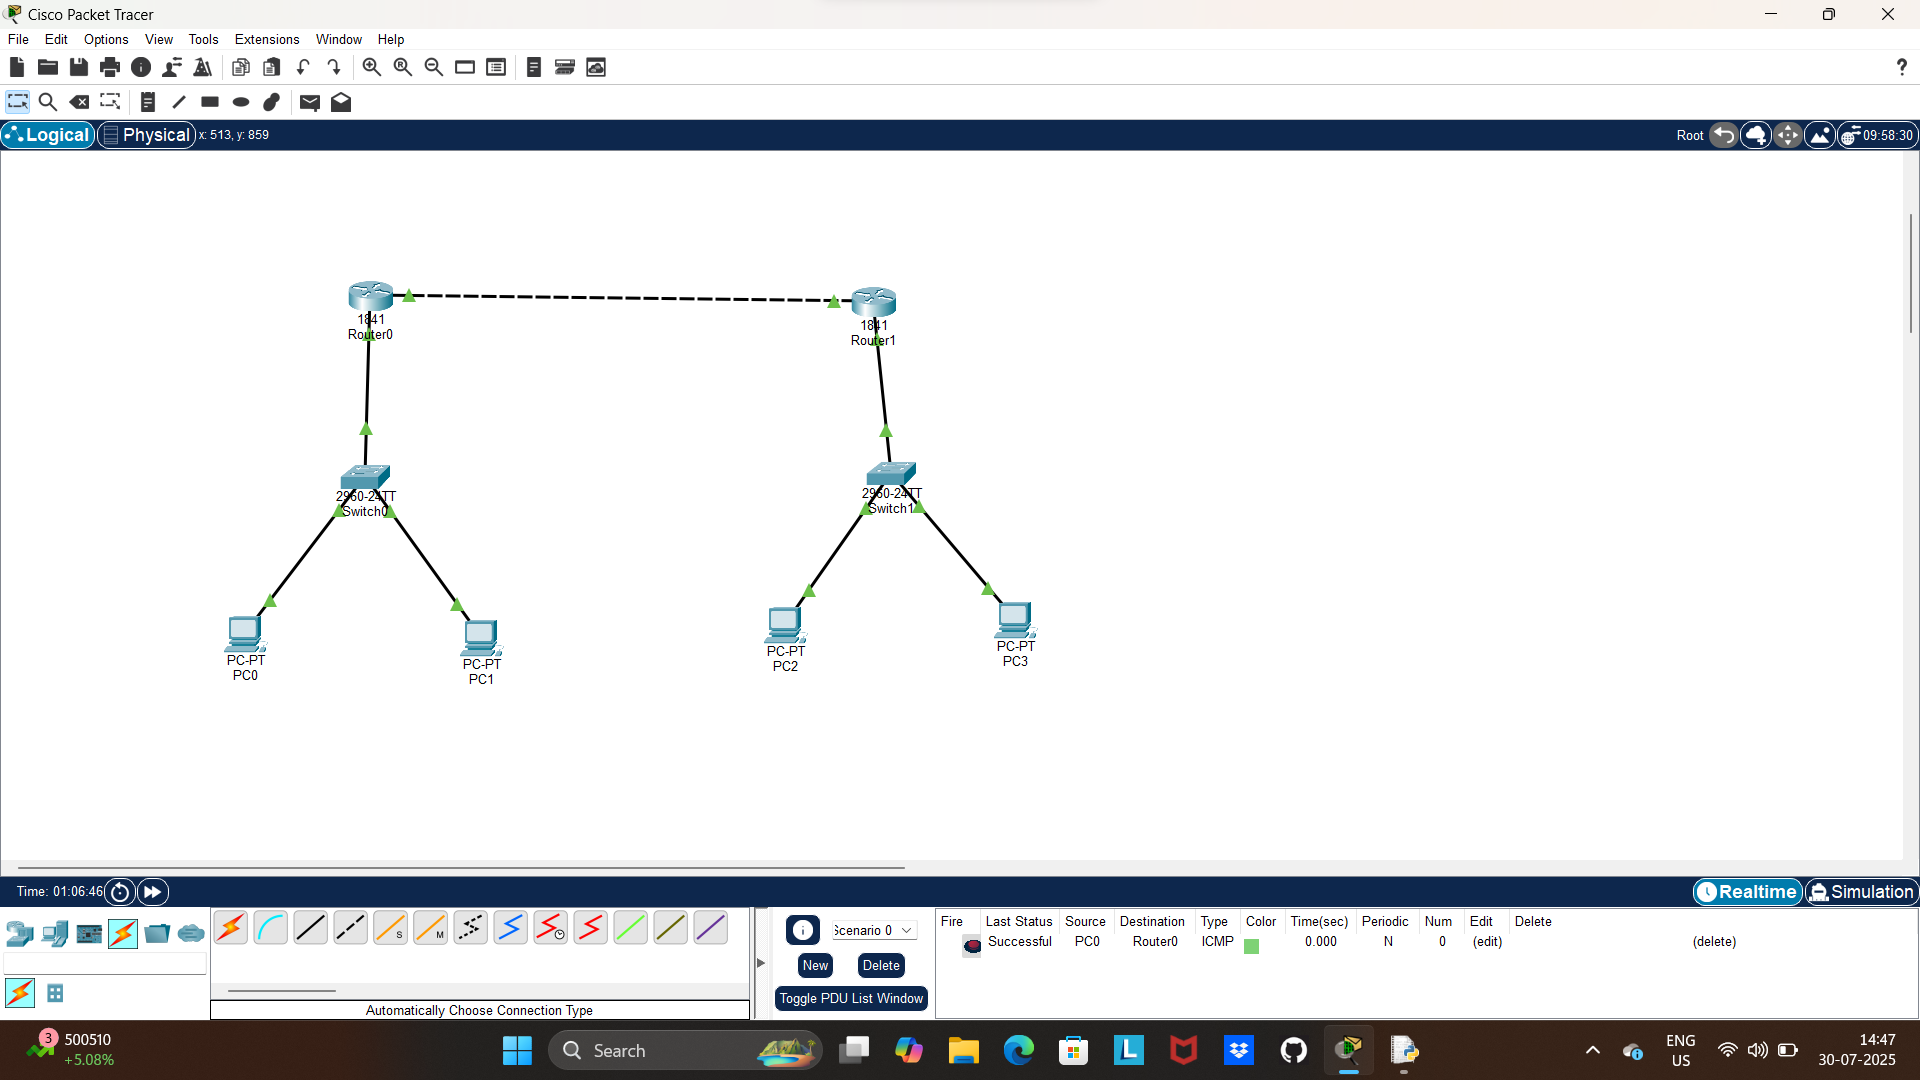 Cisco Packet Tracer
File Edit Options View Tools Extensions Window Help
Logical Physical x: 513, y: 859 Root 09:58:30
1841
Router0
1841
Router1
2960-24TT
Switch0
2960-24TT
Switch1
PC-PT
PC0
PC-PT
PC1
PC-PT
PC2
PC-PT
PC3
Time: 01:06:46 Realtime Simulation
S M
Automatically Choose Connection Type
Scenario 0
New Delete
Toggle PDU List Window
Fire Last Status Source Destination Type Color Time(sec) Periodic Num Edit Delete
Successful PC0 Router0 ICMP 0.000 N 0 (edit) (delete)
3 500510
+5.08%
Search
L
ENG
US
14:47
30-07-2025